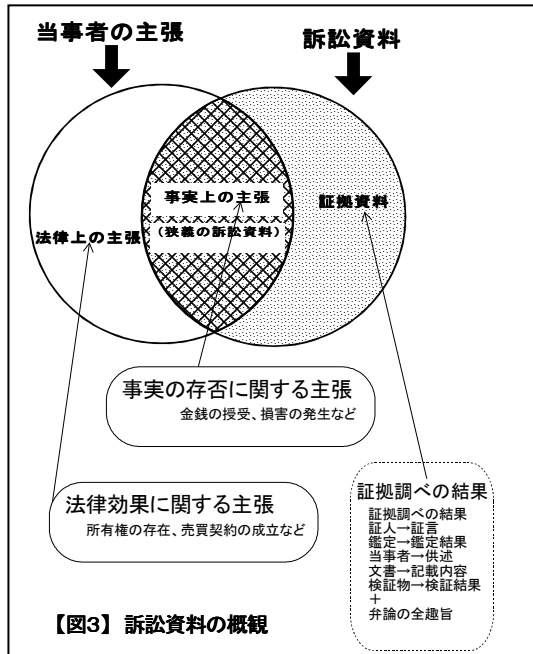 当事者の主張
訴訟資料
事実上の主張
(狭義の訴訟資料)
証拠資料
法律上の主張
事実の存否に関する主張
金銭の授受、損害の発生など
法律効果に関する主張
所有権の存在、売買契約の成立など
証拠調べの結果
証拠調べの結果
証人→証言
鑑定→鑑定結果
当事者→供述
文書→記載内容
検証物→検証結果
+
弁論の全趣旨
【図3】 訴訟資料の概観